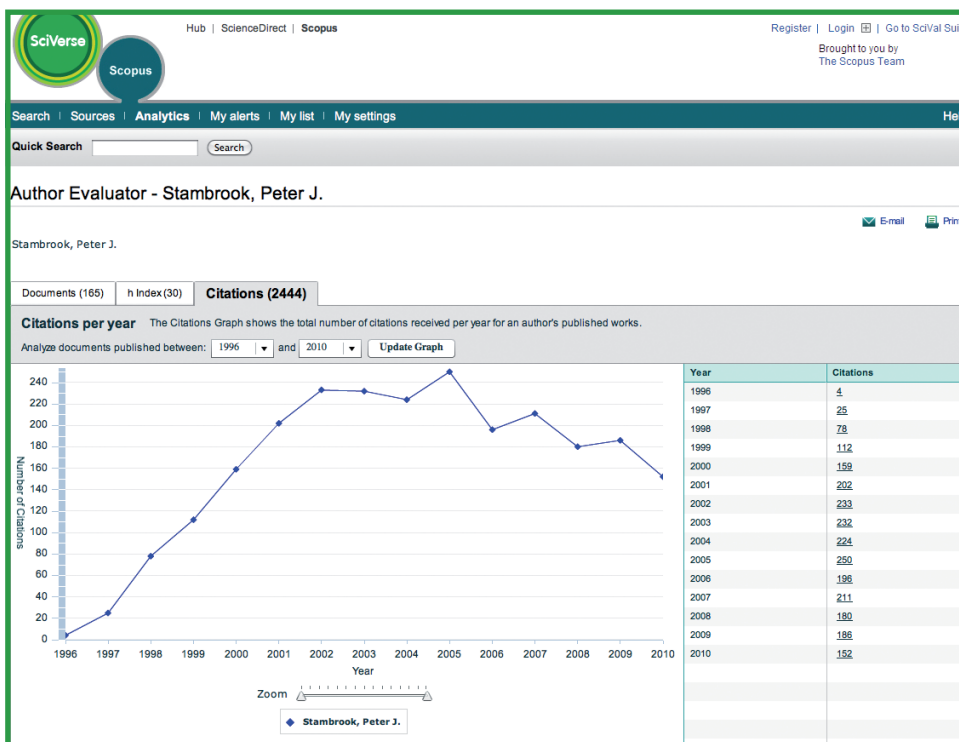 SciVerse
Hub | ScienceDirect | Scopus
Register | Login | Go to SciVal Sui
Brought to you by
The Scopus Team
Scopus
Search | Sources | Analytics | My alerts | My list | My settings
Hel
Quick Search Search
Author Evaluator - Stambrook, Peter J.
E-mail Print
Stambrook, Peter J.
Documents (165) h Index (30) Citations (2444)
Citations per year The Citations Graph shows the total number of citations received per year for an author's published works.
Analyze documents published between: 1996 and 2010 Update Graph
240
220
200
180
160
140
120
100
80
60
40
20
0
Number of Citations
1996 1997 1998 1999 2000 2001 2002 2003 2004 2005 2006 2007 2008 2009 2010
Year
Zoom
Stambrook, Peter J.
Year Citations
1996 4
1997 25
1998 78
1999 112
2000 159
2001 202
2002 233
2003 232
2004 224
2005 250
2006 196
2007 211
2008 180
2009 186
2010 152